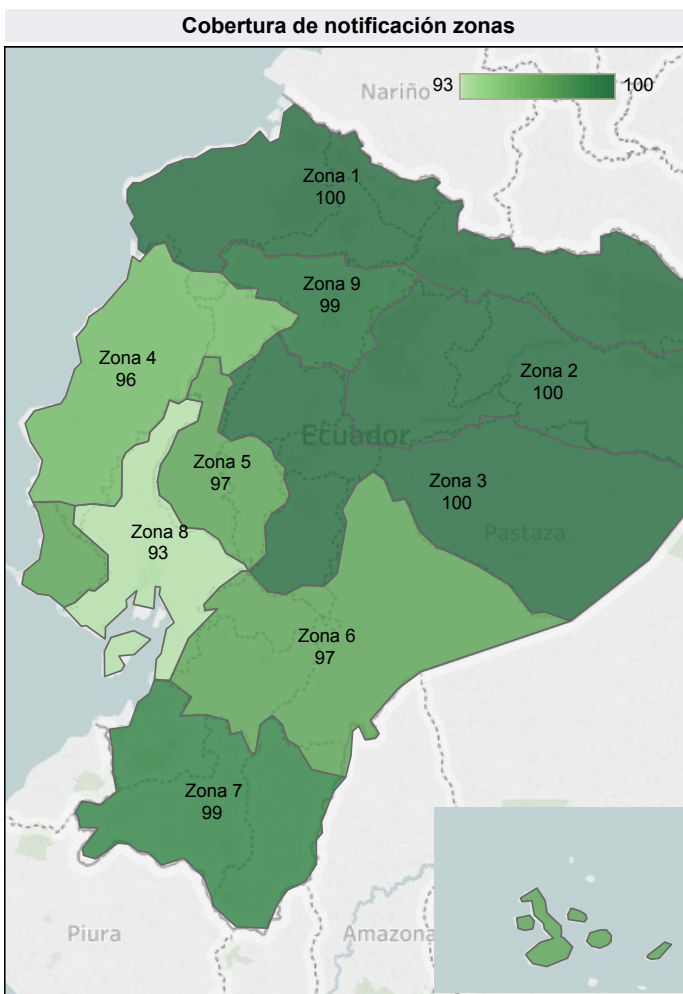 Cobertura de notificación zonas
Nariño
93
100
Zona 1
100
Zona 9
99
Zona 4
96
Zona 2
100
Ecuador
Zona 5
97
Zona 3
100
Pastaza
Zona 8
93
Zona 6
97
Zona 7
99
Piura
Amazona